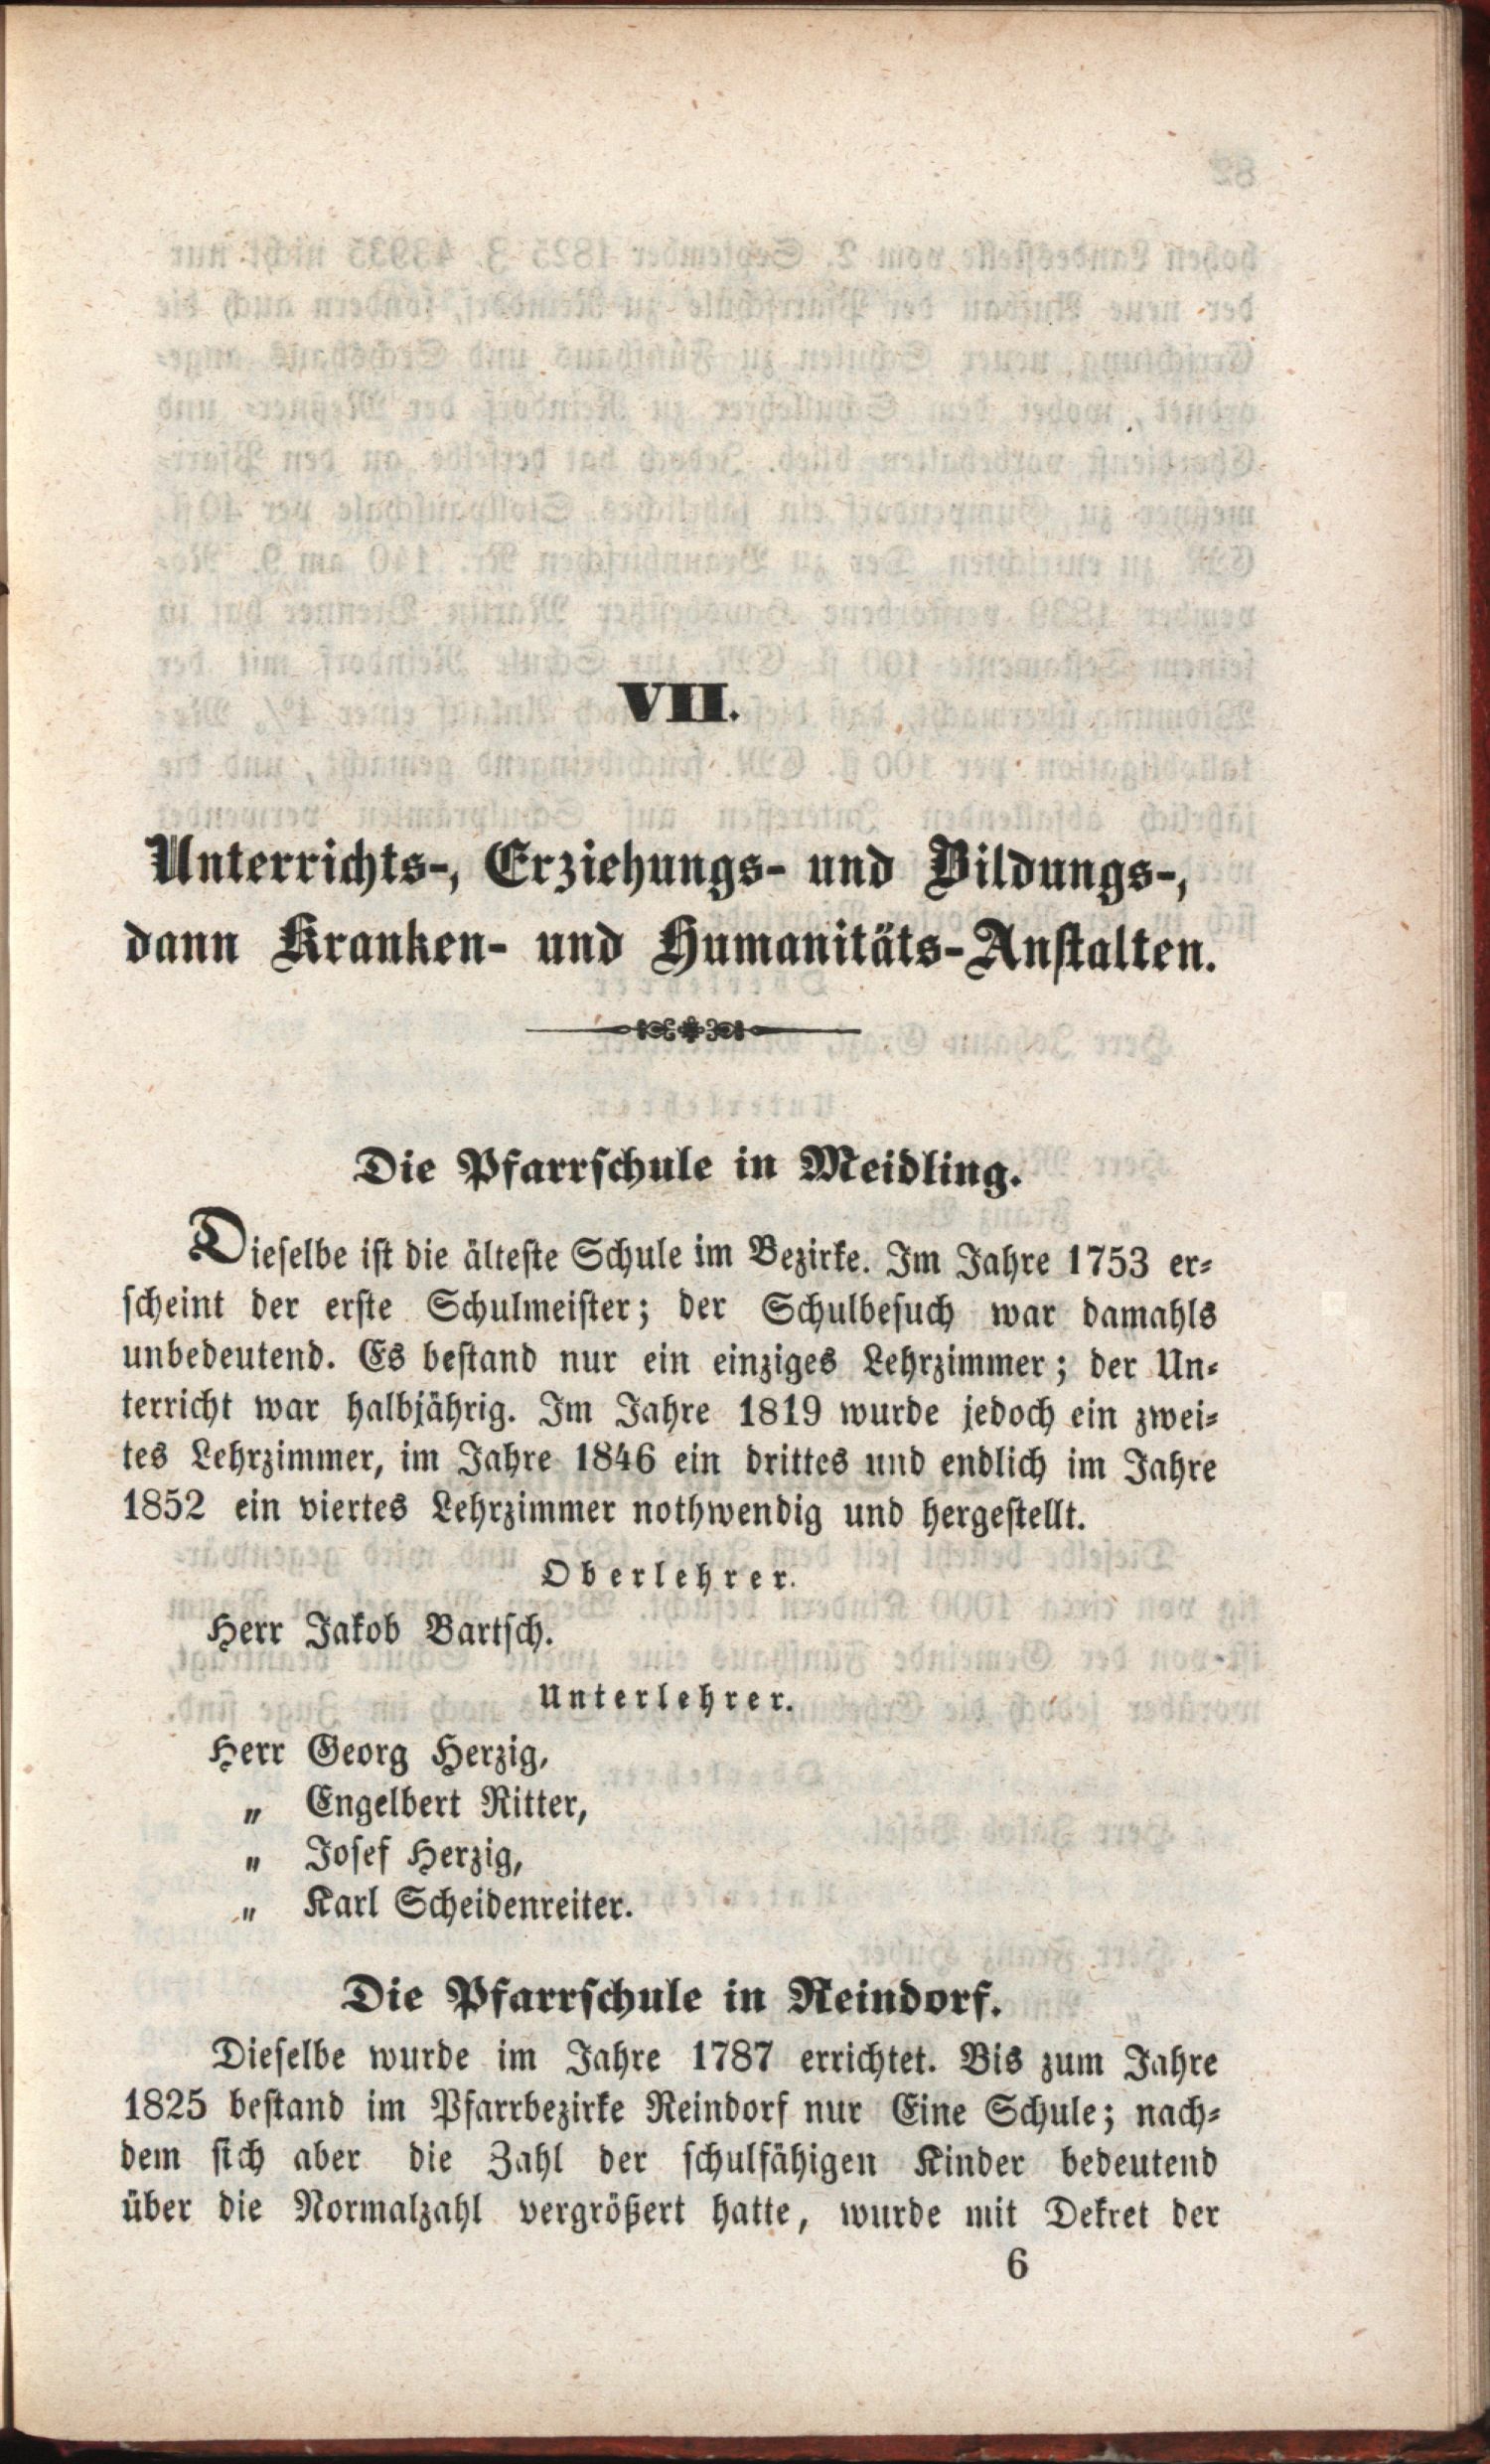 VII.
Unterrichts-, Erziehungs- und Bildungs-,
dann Kranken- und Humanitäts-Anstalten.
Die Pfarrschule in Meidling.
Dieselbe ist die älteste Schule im Bezirke. Im Jahre 1753 er-
scheint der erste Schulmeister; der Schulbesuch war damahls
unbedeutend. Es bestand nur ein einziges Lehrzimmer; der Un-
terricht war halbjährig. Im Jahre 1819 wurde jedoch ein zwei-
tes Lehrzimmer, im Jahre 1846 ein drittes und endlich im Jahre
1852 ein viertes Lehrzimmer nothwendig und hergestellt.
Oberlehrer.
Herr Jakob Bartsch.
Unterlehrer.
Herr Georg Herzig,
„ Engelbert Ritter,
„ Josef Herzig,
„ Karl Scheidenreiter.
Die Pfarrschule in Reindorf.
Dieselbe wurde im Jahre 1787 errichtet. Bis zum Jahre
1825 bestand im Pfarrbezirke Reindorf nur Eine Schule; nach-
dem sich aber die Zahl der schulfähigen Kinder bedeutend
über die Normalzahl vergrößert hatte, wurde mit Dekret der
6